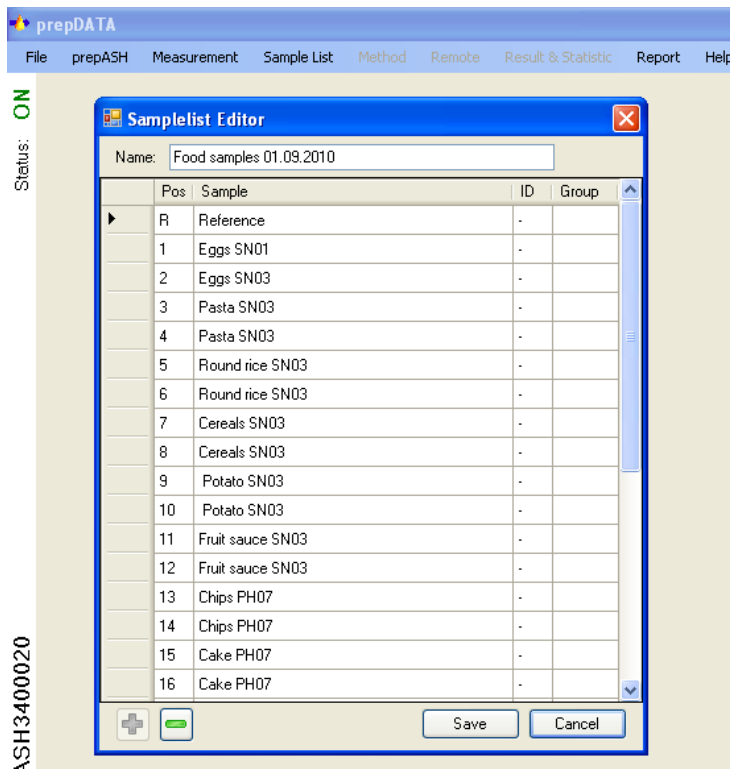 prepDATA
File prepASH Measurement Sample List Method Remote Result & Statistic Report Help
Status: ON
Samplelist Editor
Name: Food samples 01.09.2010
Pos Sample ID Group
R Reference -
1 Eggs SN01 -
2 Eggs SN03 -
3 Pasta SN03 -
4 Pasta SN03 -
5 Round rice SN03 -
6 Round rice SN03 -
7 Cereals SN03 -
8 Cereals SN03 -
9 Potato SN03 -
10 Potato SN03 -
11 Fruit sauce SN03 -
12 Fruit sauce SN03 -
13 Chips PH07 -
14 Chips PH07 -
15 Cake PH07 -
16 Cake PH07 -
Save Cancel
ASH3400020